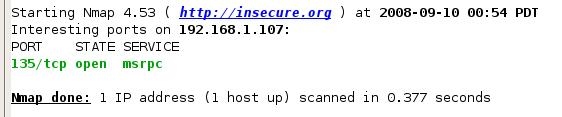 Starting Nmap 4.53 ( http://insecure.org ) at 2008-09-10 00:54 PDT
Interesting ports on 192.168.1.107:
PORT    STATE SERVICE
135/tcp open  msrpc
Nmap done: 1 IP address (1 host up) scanned in 0.377 seconds